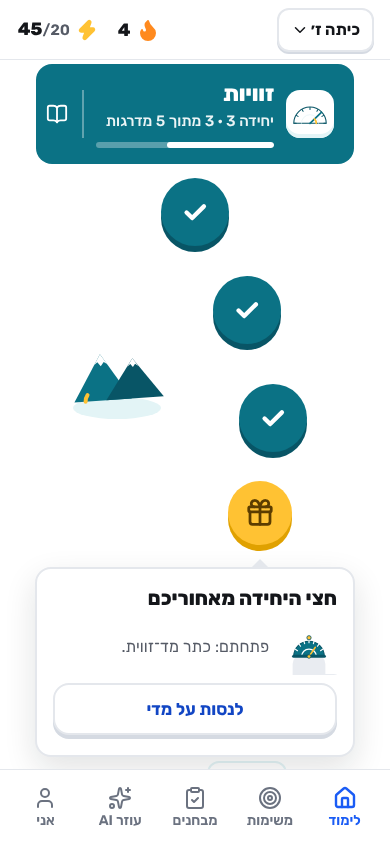 כיתה ז׳
4
45/20
זוויות
יחידה 3 • 3 מתוך 5 מדרגות
חצי היחידה מאחוריכם
פתחתם: כתר מד־זווית.
לנסות על מדי
לימוד
משימות
מבחנים
עוזר AI
אני